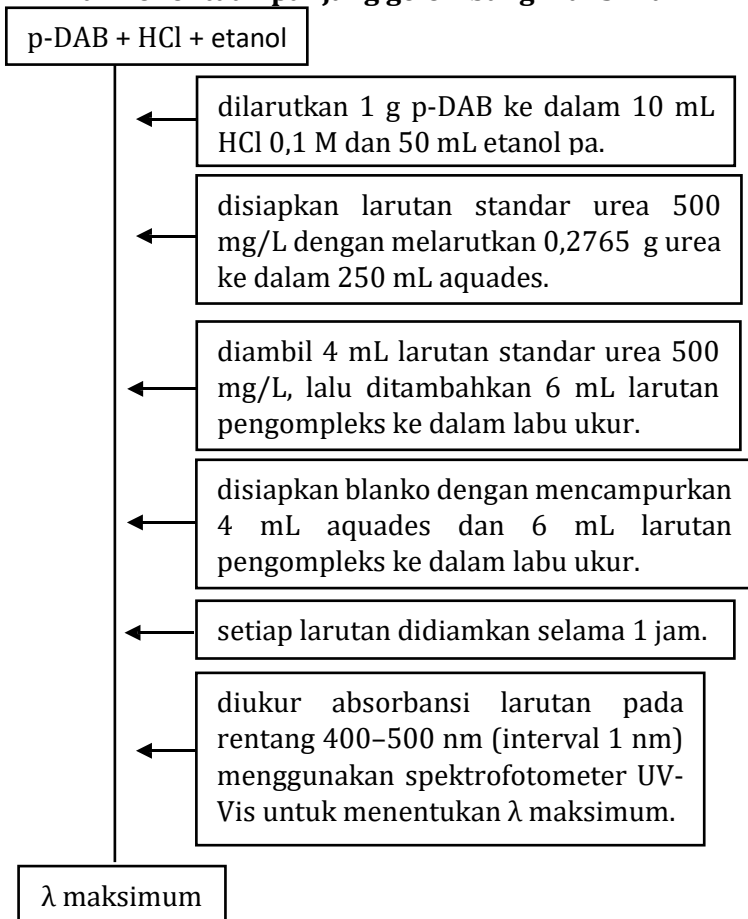 p-DAB + HCl + etanol
dilarutkan 1 g p-DAB ke dalam 10 mL
HCl 0,1 M dan 50 mL etanol pa.
disiapkan larutan standar urea 500
mg/L dengan melarutkan 0,2765 g urea
ke dalam 250 mL aquades.
diambil 4 mL larutan standar urea 500
mg/L, lalu ditambahkan 6 mL larutan
pengompleks ke dalam labu ukur.
disiapkan blanko dengan mencampurkan
4 mL aquades dan 6 mL larutan
pengompleks ke dalam labu ukur.
setiap larutan didiamkan selama 1 jam.
diukur absorbansi larutan pada
rentang 400–500 nm (interval 1 nm)
menggunakan spektrofotometer UV-
Vis untuk menentukan λ maksimum.
λ maksimum